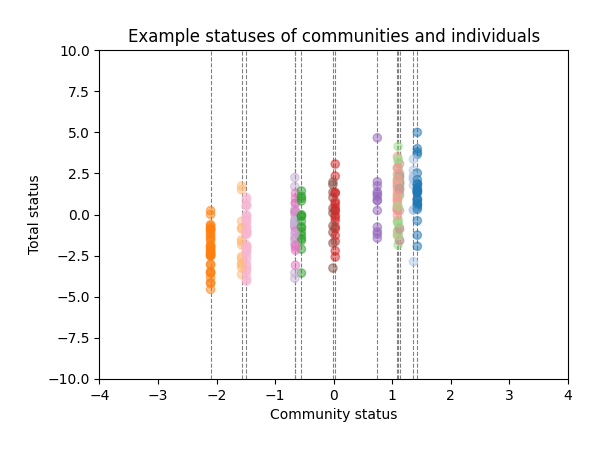 Example statuses of communities and individuals
10.0
7.5
5.0
2.5
0.0
−2.5
−5.0
−7.5
−10.0
Total status
−4 −3 −2 −1 0 1 2 3 4
Community status